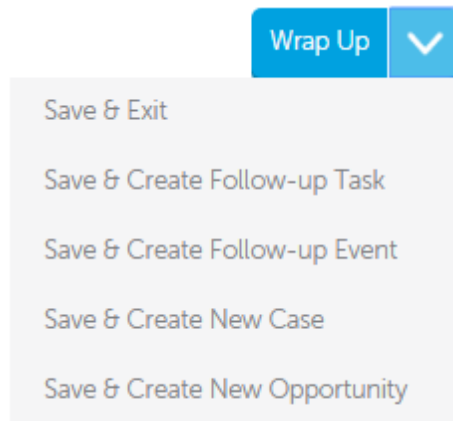 Wrap Up
Save & Exit
Save & Create Follow-up Task
Save & Create Follow-up Event
Save & Create New Case
Save & Create New Opportunity